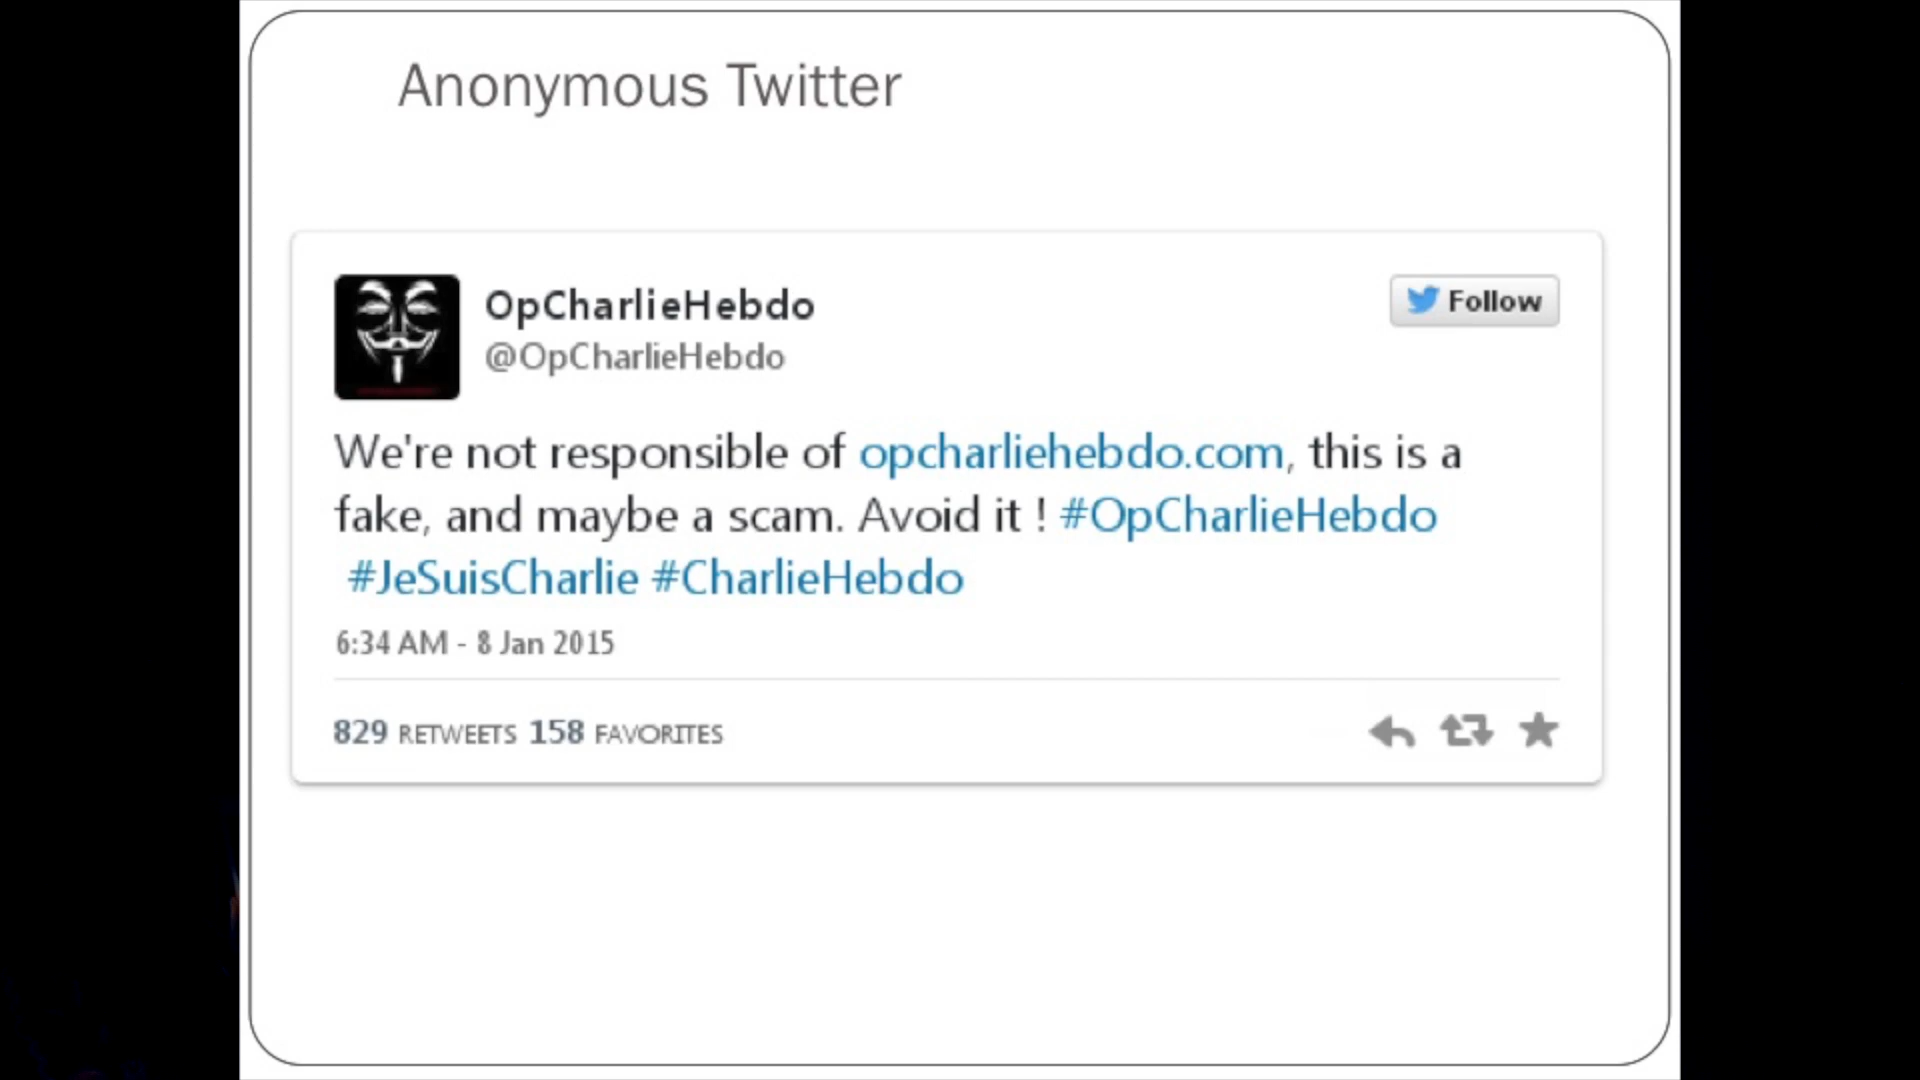 Anonymous Twitter
OpCharlieHebdo
Follow
@OpCharlieHebdo
We're not responsible of opcharliehebdo.com, this is a
fake, and maybe a scam. Avoid it ! #OpCharlieHebdo
#JeSuisCharlie #CharlieHebdo
6:34 AM - 8 Jan 2015
829 RETWEETS 158 FAVORITES